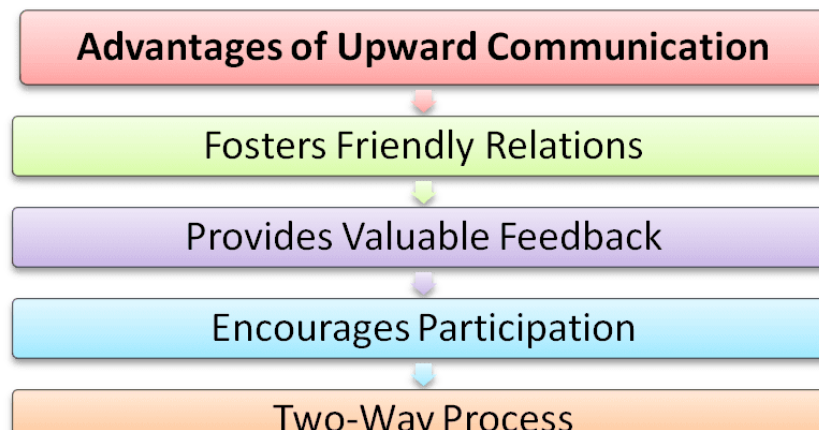 Advantages of Upward Communication
Fosters Friendly Relations
Provides Valuable Feedback
Encourages Participation
Two-Way Process